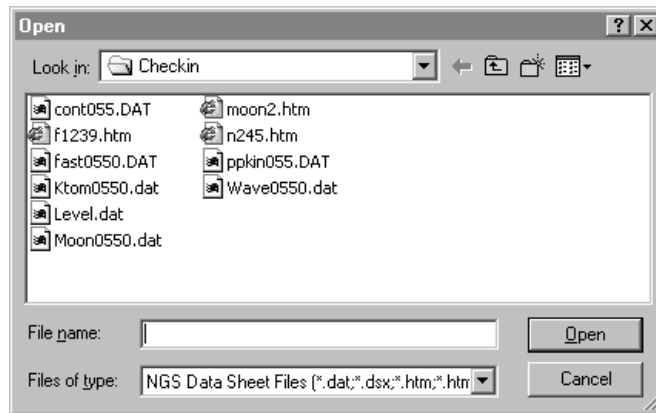 Open
Look in: Checkin
cont055.DAT
f1239.htm
fast0550.DAT
Ktom0550.dat
Level.dat
Moon0550.dat
moon2.htm
n245.htm
ppkin055.DAT
Wave0550.dat
File name:
Open
Files of type: NGS Data Sheet Files (*.dat;*.dsx;*.htm;*.htm
Cancel